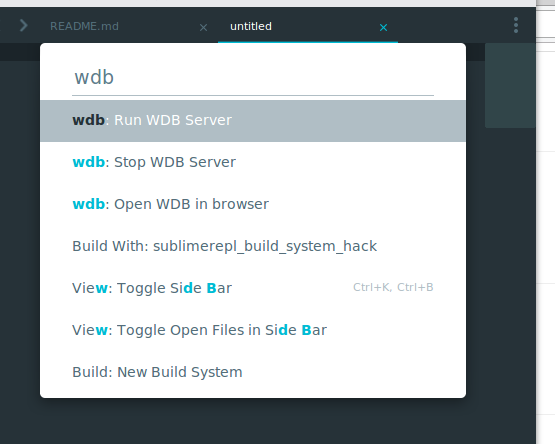 README.md × untitled ×
wdb
wdb: Run WDB Server
wdb: Stop WDB Server
wdb: Open WDB in browser
Build With: sublimerepl_build_system_hack
View: Toggle Side Bar Ctrl+K, Ctrl+B
View: Toggle Open Files in Side Bar
Build: New Build System